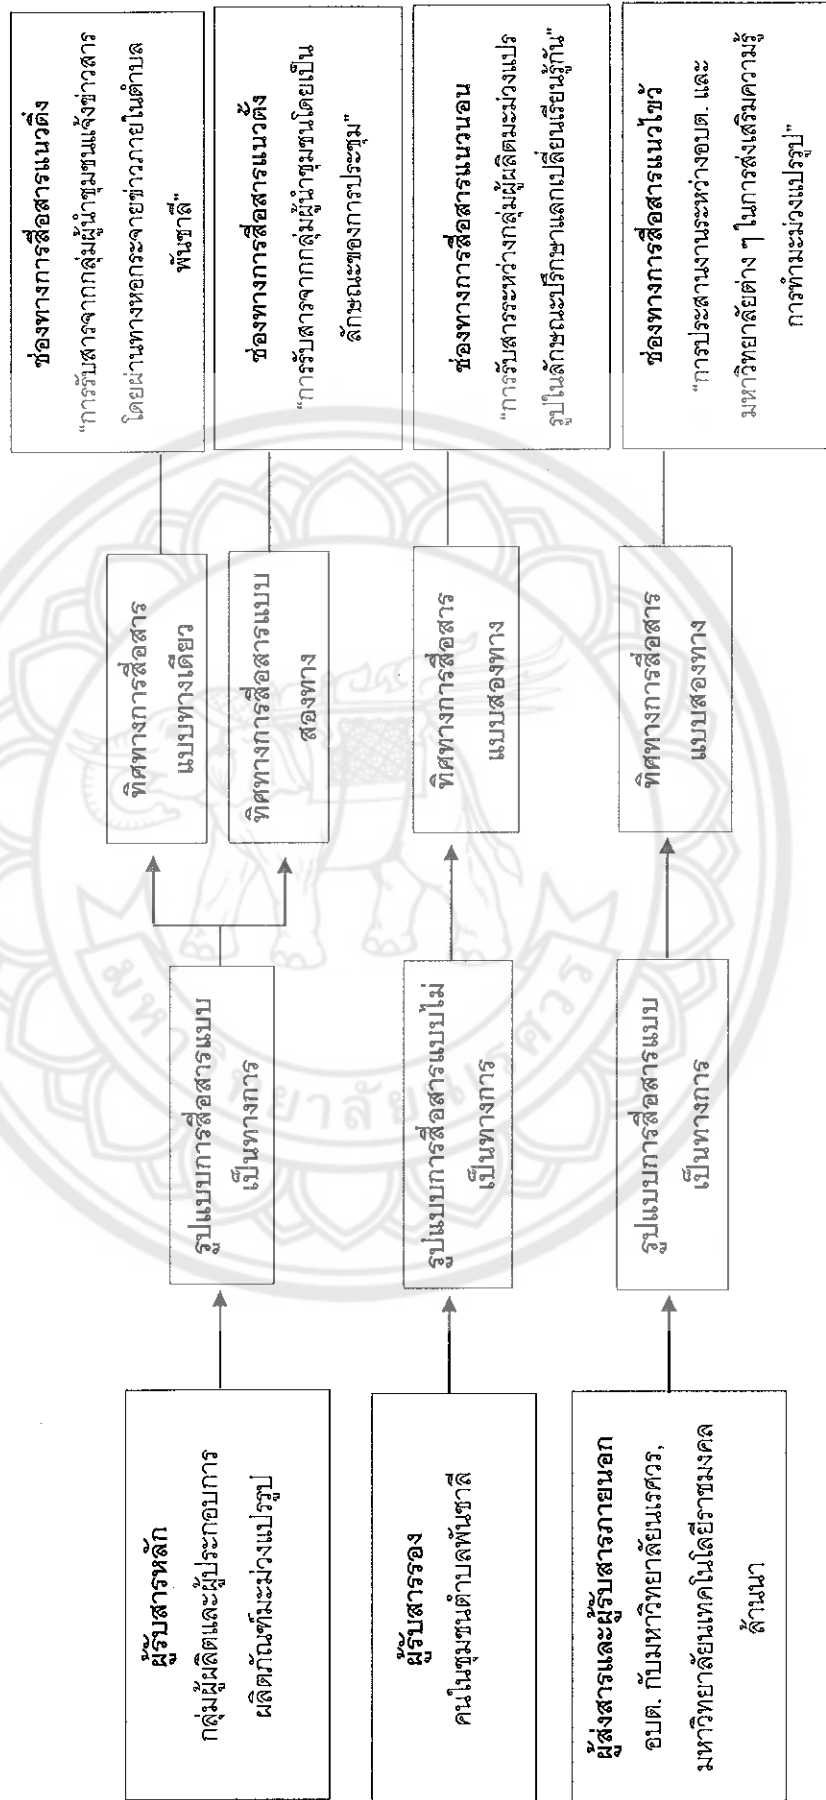 ผู้รับสารหลัก
กลุ่มผู้ผลิตและผู้ประกอบการ
ผลิตภัณฑ์มะม่วงแปรรูป
รูปแบบการสื่อสารแบบ
เป็นทางการ
ทิศทางการสื่อสาร
แบบทางเดียว
ช่องทางการสื่อสารแนวดิ่ง
"การรับสารจากกลุ่มผู้นำชุมชนแจ้งข่าวสาร
โดยผ่านทางหอกระจายข่าวภายในตำบล
พันชาลี"
ทิศทางการสื่อสารแบบ
สองทาง
ช่องทางการสื่อสารแนวตั้ง
"การรับสารจากกลุ่มผู้นำชุมชนโดยเป็น
ลักษณะของการประชุม"
ผู้รับสารรอง
คนในชุมชนตำบลพันชาลี
รูปแบบการสื่อสารแบบไม่
เป็นทางการ
ทิศทางการสื่อสาร
แบบสองทาง
ช่องทางการสื่อสารแนวนอน
"การรับสารระหว่างกลุ่มผู้ผลิตมะม่วงแปร
รูปในลักษณะปรึกษาแลกเปลี่ยนเรียนรู้กัน"
ผู้ส่งสารและผู้รับสารภายนอก
อบต. กับมหาวิทยาลัยนเรศวร,
มหาวิทยาลัยนเทคโนโลยีราชมงคล
ล้านนา
รูปแบบการสื่อสารแบบ
เป็นทางการ
ทิศทางการสื่อสาร
แบบสองทาง
ช่องทางการสื่อสารแนวไขว้
"การประสานงานระหว่างอบต. และ
มหาวิทยาลัยต่าง ๆ ในการส่งเสริมความรู้
การทำมะม่วงแปรรูป"
มหาวิทยาลัยนเรศวร